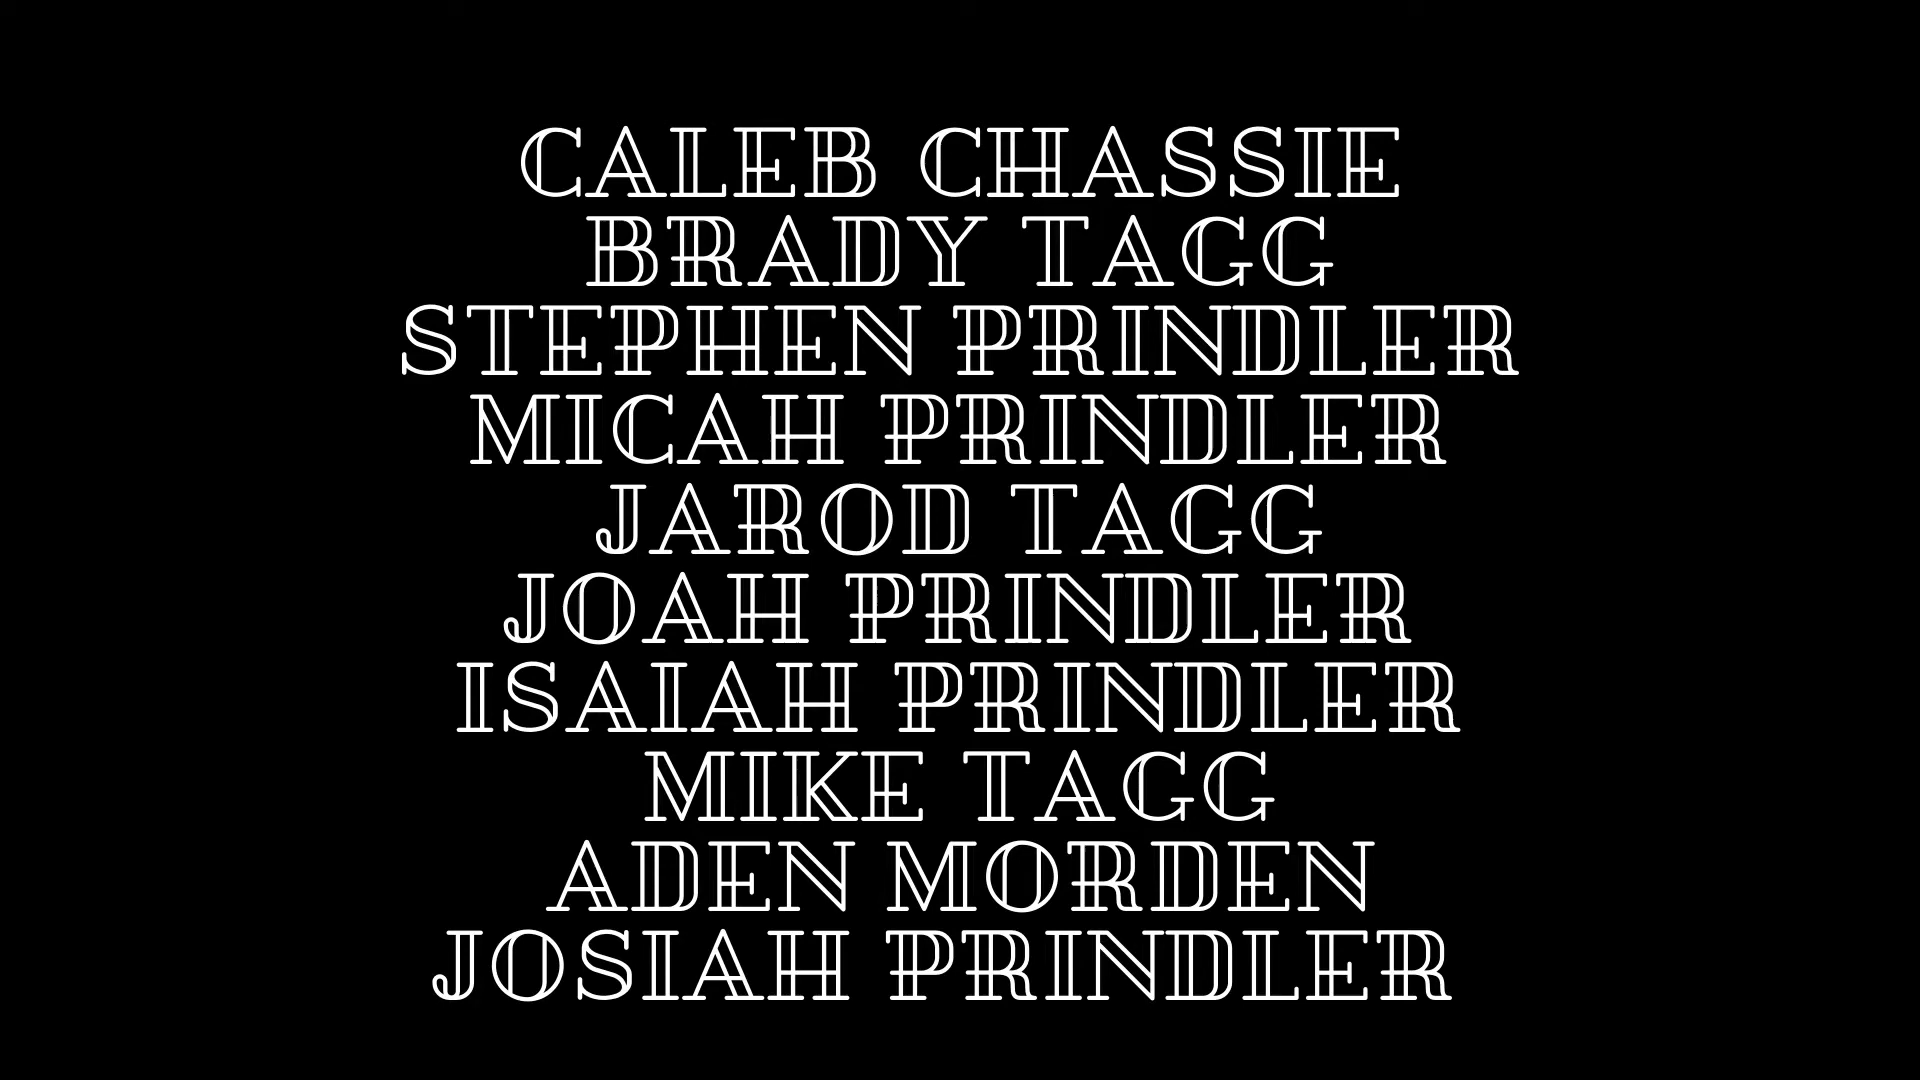 CALEB CHASSIE
BRADY TAGG
STEPHEN PRINDLER
MICAH PRINDLER
JAROD TAGG
JOAH PRINDLER
ISAIAH PRINDLER
MIKE TAGG
ADEN MORDEN
JOSIAH PRINDLER